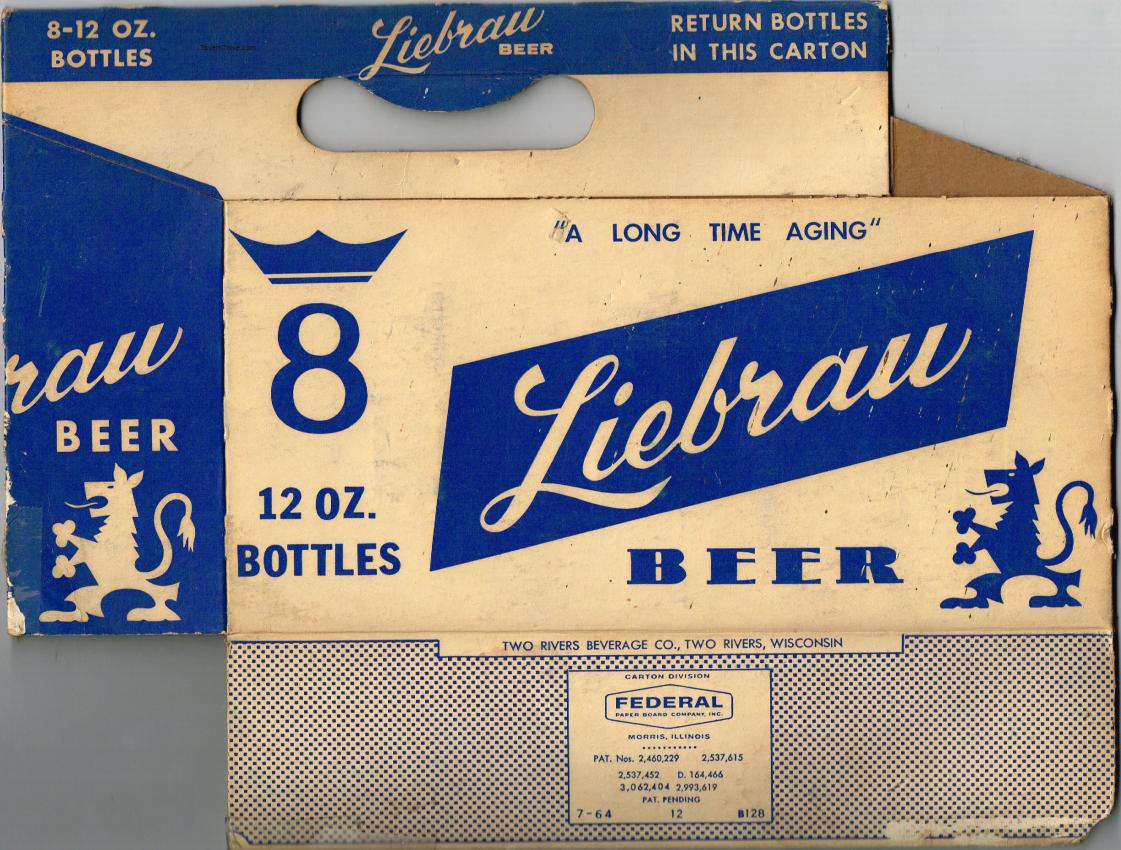 8-12 OZ.
BOTTLES
TavernTrove.com
Liebrau
BEER
RETURN BOTTLES
IN THIS CARTON
"A LONG TIME AGING"
8
12 OZ.
BOTTLES
Liebrau
BEER
rau
BEER
TWO RIVERS BEVERAGE CO., TWO RIVERS, WISCONSIN
CARTON DIVISION
FEDERAL
PAPER BOARD COMPANY, INC.
MORRIS, ILLINOIS
PAT. Nos. 2,460,229 2,537,615
2,537,452 D. 164,466
3,062,404 2,993,619
PAT. PENDING
7-64 12 B128